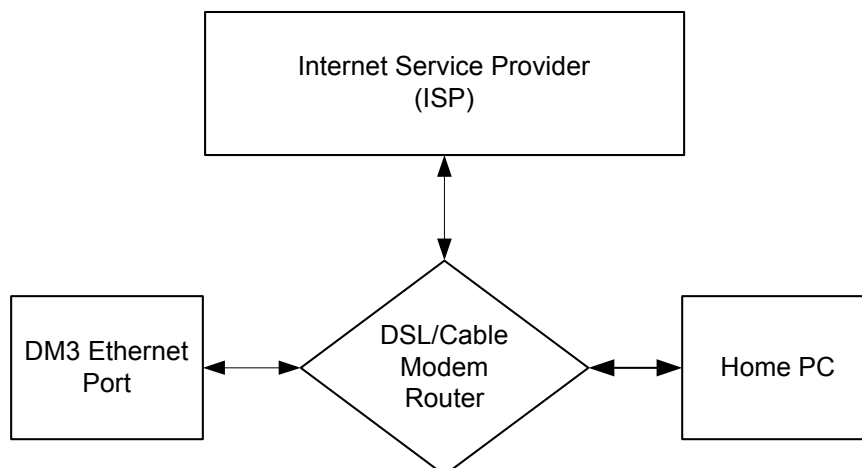 Internet Service Provider
(ISP)
DM3 Ethernet
Port
DSL/Cable
Modem
Router
Home PC